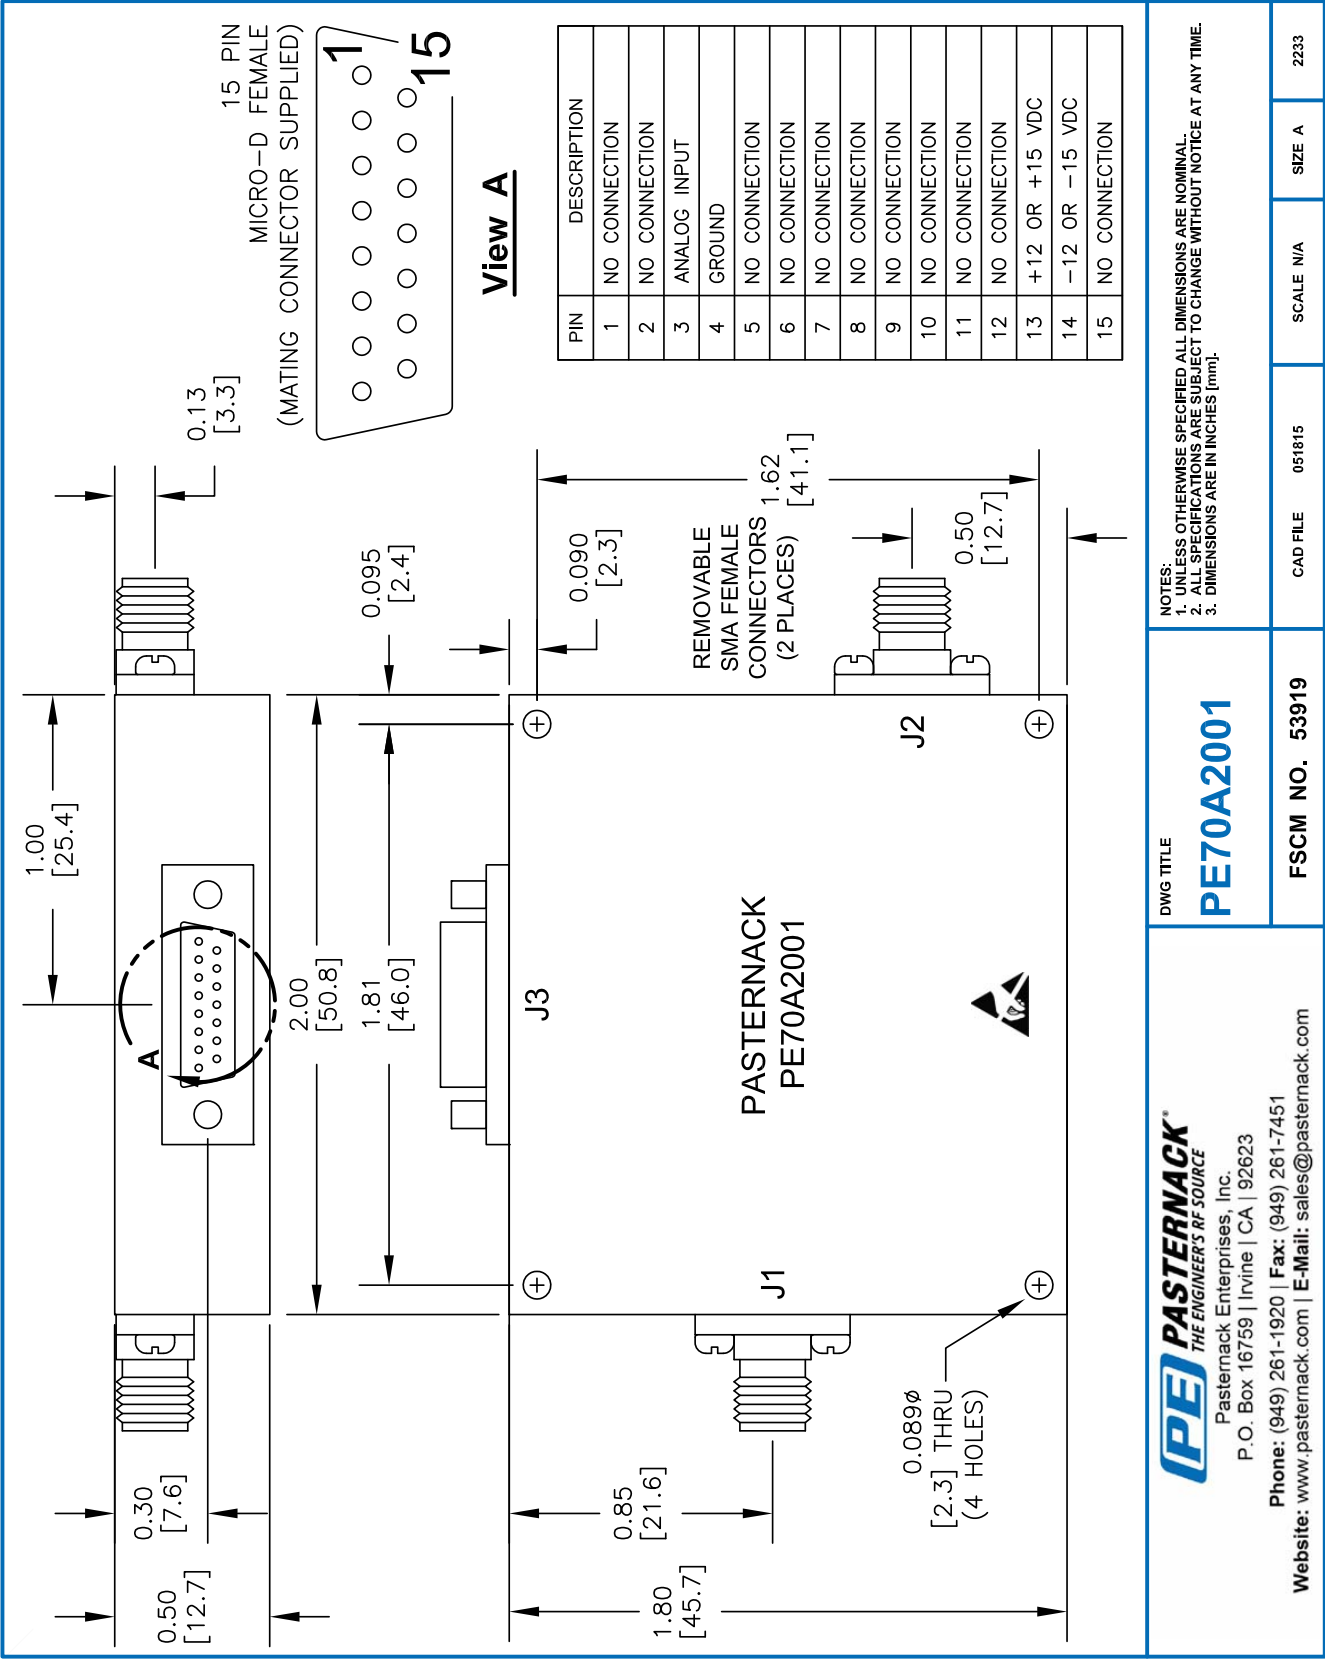 15 PIN
MICRO-D FEMALE
(MATING CONNECTOR SUPPLIED)
1
15
View A
0.13
[3.3]
1.00
[25.4]
A
0.30
[7.6]
0.50
[12.7]
2.00
[50.8]
1.81
[46.0]
0.095
[2.4]
0.090
[2.3]
J3
REMOVABLE
SMA FEMALE
CONNECTORS
(2 PLACES)
1.62
[41.1]
0.50
[12.7]
J2
PASTERNACK
PE70A2001
J1
0.85
[21.6]
1.80
[45.7]
0.089ø
[2.3] THRU
(4 HOLES)
PIN DESCRIPTION
1 NO CONNECTION
2 NO CONNECTION
3 ANALOG INPUT
4 GROUND
5 NO CONNECTION
6 NO CONNECTION
7 NO CONNECTION
8 NO CONNECTION
9 NO CONNECTION
10 NO CONNECTION
11 NO CONNECTION
12 NO CONNECTION
13 +12 OR +15 VDC
14 -12 OR -15 VDC
15 NO CONNECTION
PE PASTERNACK®
THE ENGINEER'S RF SOURCE
Pasternack Enterprises, Inc.
P.O. Box 16759 | Irvine | CA | 92623
Phone: (949) 261-1920 | Fax: (949) 261-7451
Website: www.pasternack.com | E-Mail: sales@pasternack.com
DWG TITLE
PE70A2001
FSCM NO. 53919
NOTES:
1. UNLESS OTHERWISE SPECIFIED ALL DIMENSIONS ARE NOMINAL.
2. ALL SPECIFICATIONS ARE SUBJECT TO CHANGE WITHOUT NOTICE AT ANY TIME.
3. DIMENSIONS ARE IN INCHES [mm].
CAD FILE 051815
SCALE N/A
SIZE A
2233